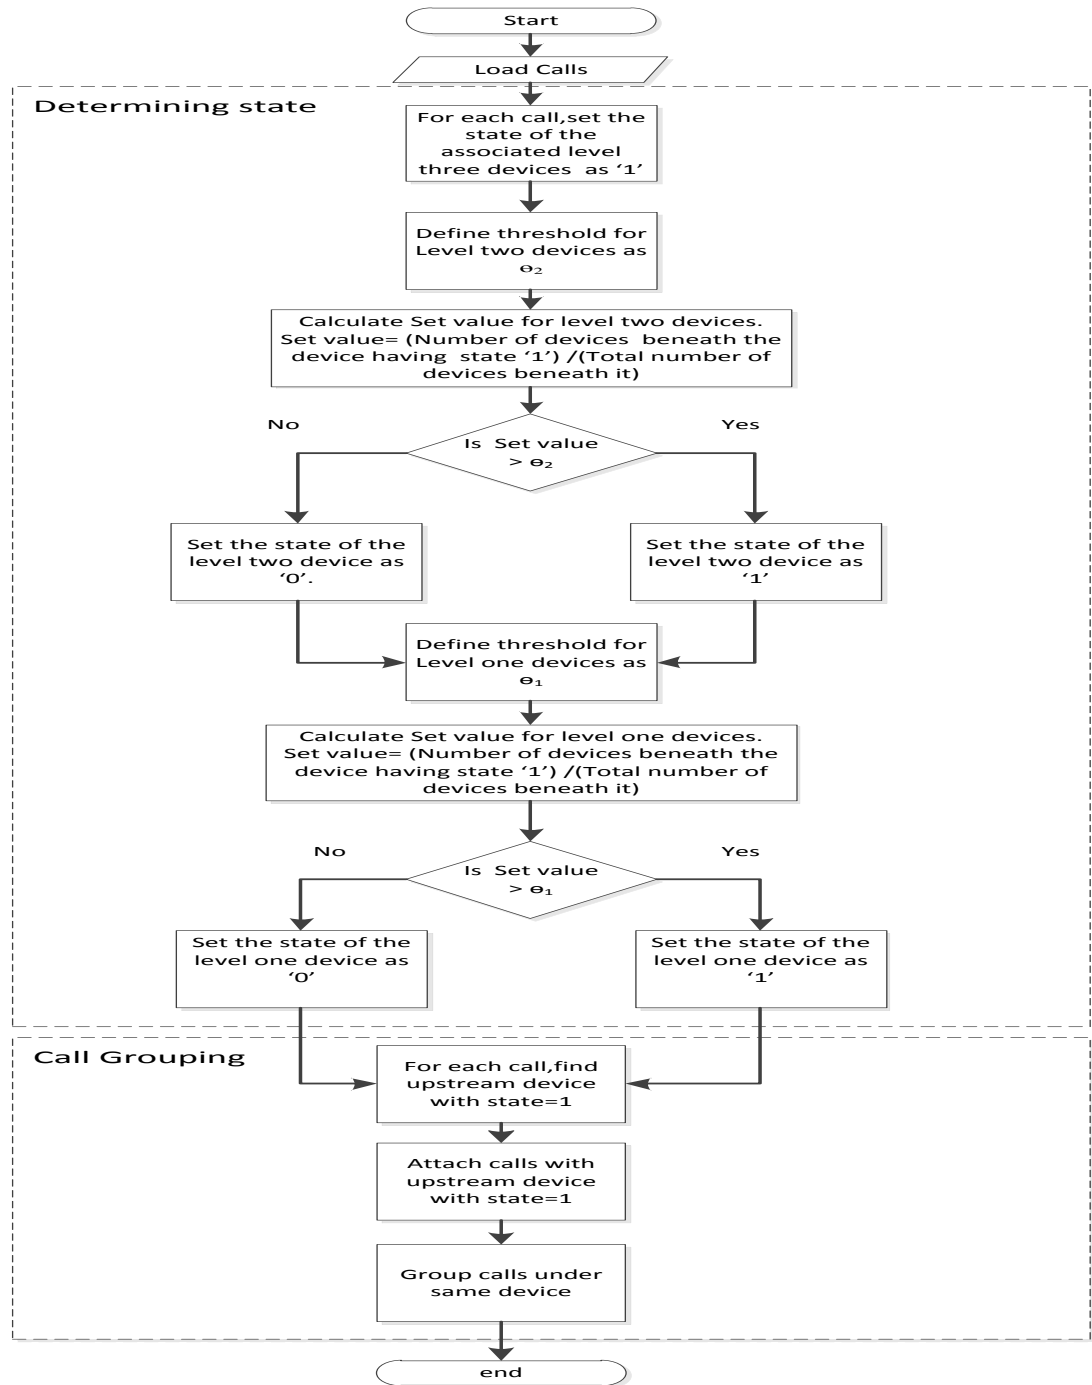 Start
Load Calls
Determining state
For each call,set the
state of the
associated level
three devices as ‘1’
Define threshold for
Level two devices as
ɵ₂
Calculate Set value for level two devices.
Set value= (Number of devices beneath the
device having state ‘1’) /(Total number of
devices beneath it)
No
Yes
Is Set value
> ɵ₂
Set the state of the
level two device as
‘0’.
Set the state of the
level two device as
‘1’
Define threshold for
Level one devices as
ɵ₁
Calculate Set value for level one devices.
Set value= (Number of devices beneath the
device having state ‘1’) /(Total number of
devices beneath it)
No
Yes
Is Set value
> ɵ₁
Set the state of the
level one device as
‘0’
Set the state of the
level one device as
‘1’
Call Grouping
For each call,find
upstream device
with state=1
Attach calls with
upstream device
with state=1
Group calls under
same device
end